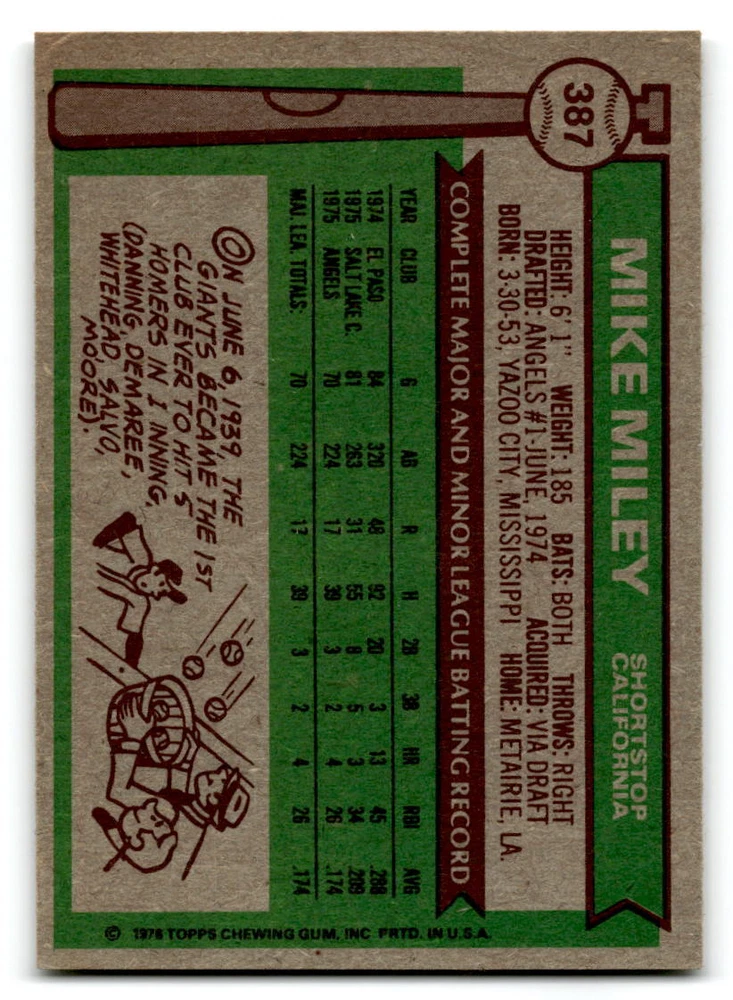 387
MIKE MILEY
SHORTSTOP
CALIFORNIA
HEIGHT: 6' 1" WEIGHT: 185 BATS: BOTH THROWS: RIGHT
DRAFTED: ANGELS #1-JUNE, 1974 ACQUIRED: VIA DRAFT
BORN: 3-30-53, YAZOO CITY, MISSISSIPPI HOME: METAIRIE, LA.
COMPLETE MAJOR AND MINOR LEAGUE BATTING RECORD
YEAR CLUB G AB R H 2B 3B HR RBI AVG
1974 EL PASO 84 320 48 92 20 3 13 45 .288
1975 SALT LAKE C. 81 263 31 55 8 5 3 34 .209
1975 ANGELS 70 224 17 39 3 2 4 26 .174
MAJ. LEA. TOTALS: 70 224 17 39 3 2 4 26 .174
ON JUNE 6, 1939, THE
GIANTS BECAME THE 1ST
CLUB EVER TO HIT 5
HOMERS IN 1 INNING,
(DANNING, DEMAREE,
WHITEHEAD, SALVO,
MOORE).
© 1976 TOPPS CHEWING GUM, INC PRTD. IN U.S.A.